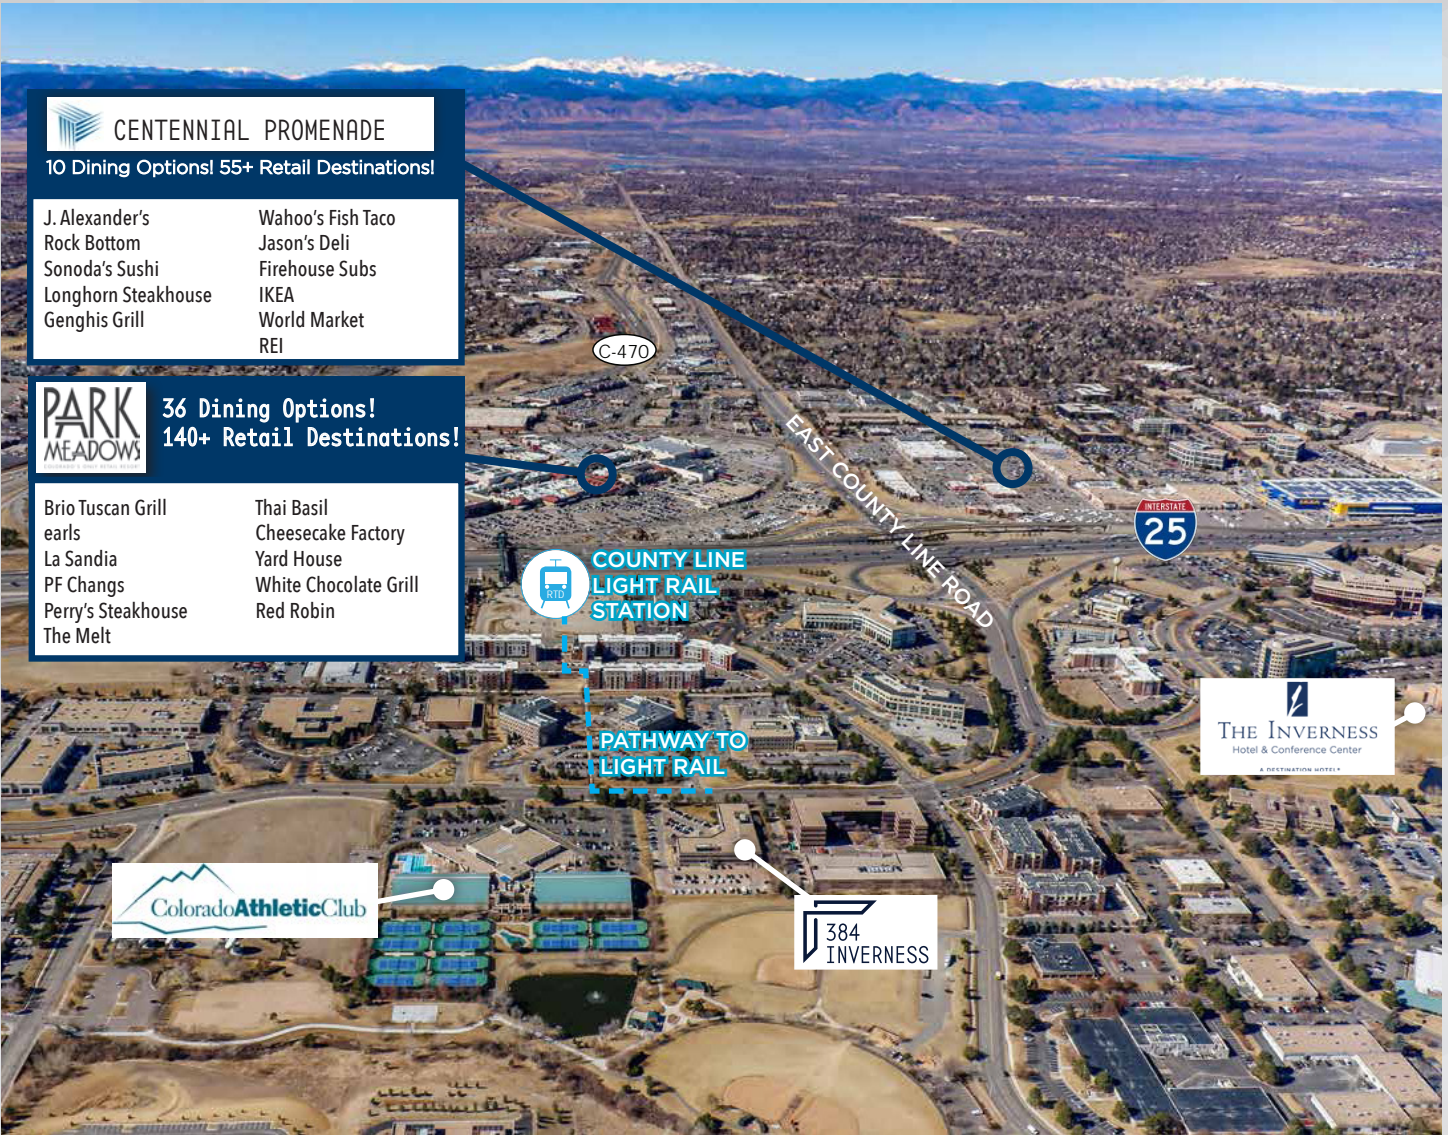 CENTENNIAL PROMENADE
10 Dining Options! 55+ Retail Destinations!
J. Alexander's
Rock Bottom
Sonoda's Sushi
Longhorn Steakhouse
Genghis Grill
Wahoo's Fish Taco
Jason's Deli
Firehouse Subs
IKEA
World Market
REI
C-470
PARK
MEADOWS
COLORADO'S ONLY RETAIL RESORT
36 Dining Options!
140+ Retail Destinations!
Brio Tuscan Grill
earls
La Sandia
PF Changs
Perry's Steakhouse
The Melt
Thai Basil
Cheesecake Factory
Yard House
White Chocolate Grill
Red Robin
EAST COUNTY LINE ROAD
INTERSTATE
25
RTD
COUNTY LINE
LIGHT RAIL
STATION
PATHWAY TO
LIGHT RAIL
THE INVERNESS
Hotel & Conference Center
A DESTINATION HOTEL
ColoradoAthleticClub
384
INVERNESS